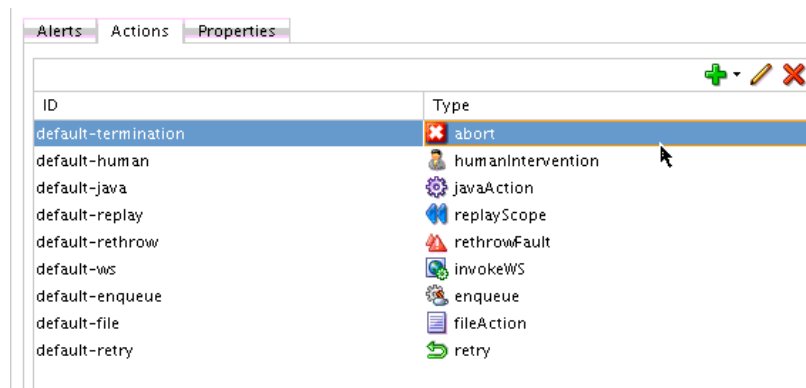 Alerts Actions Properties
ID Type
default-termination abort
default-human humanIntervention
default-java javaAction
default-replay replayScope
default-rethrow rethrowFault
default-ws invokeWS
default-enqueue enqueue
default-file fileAction
default-retry retry